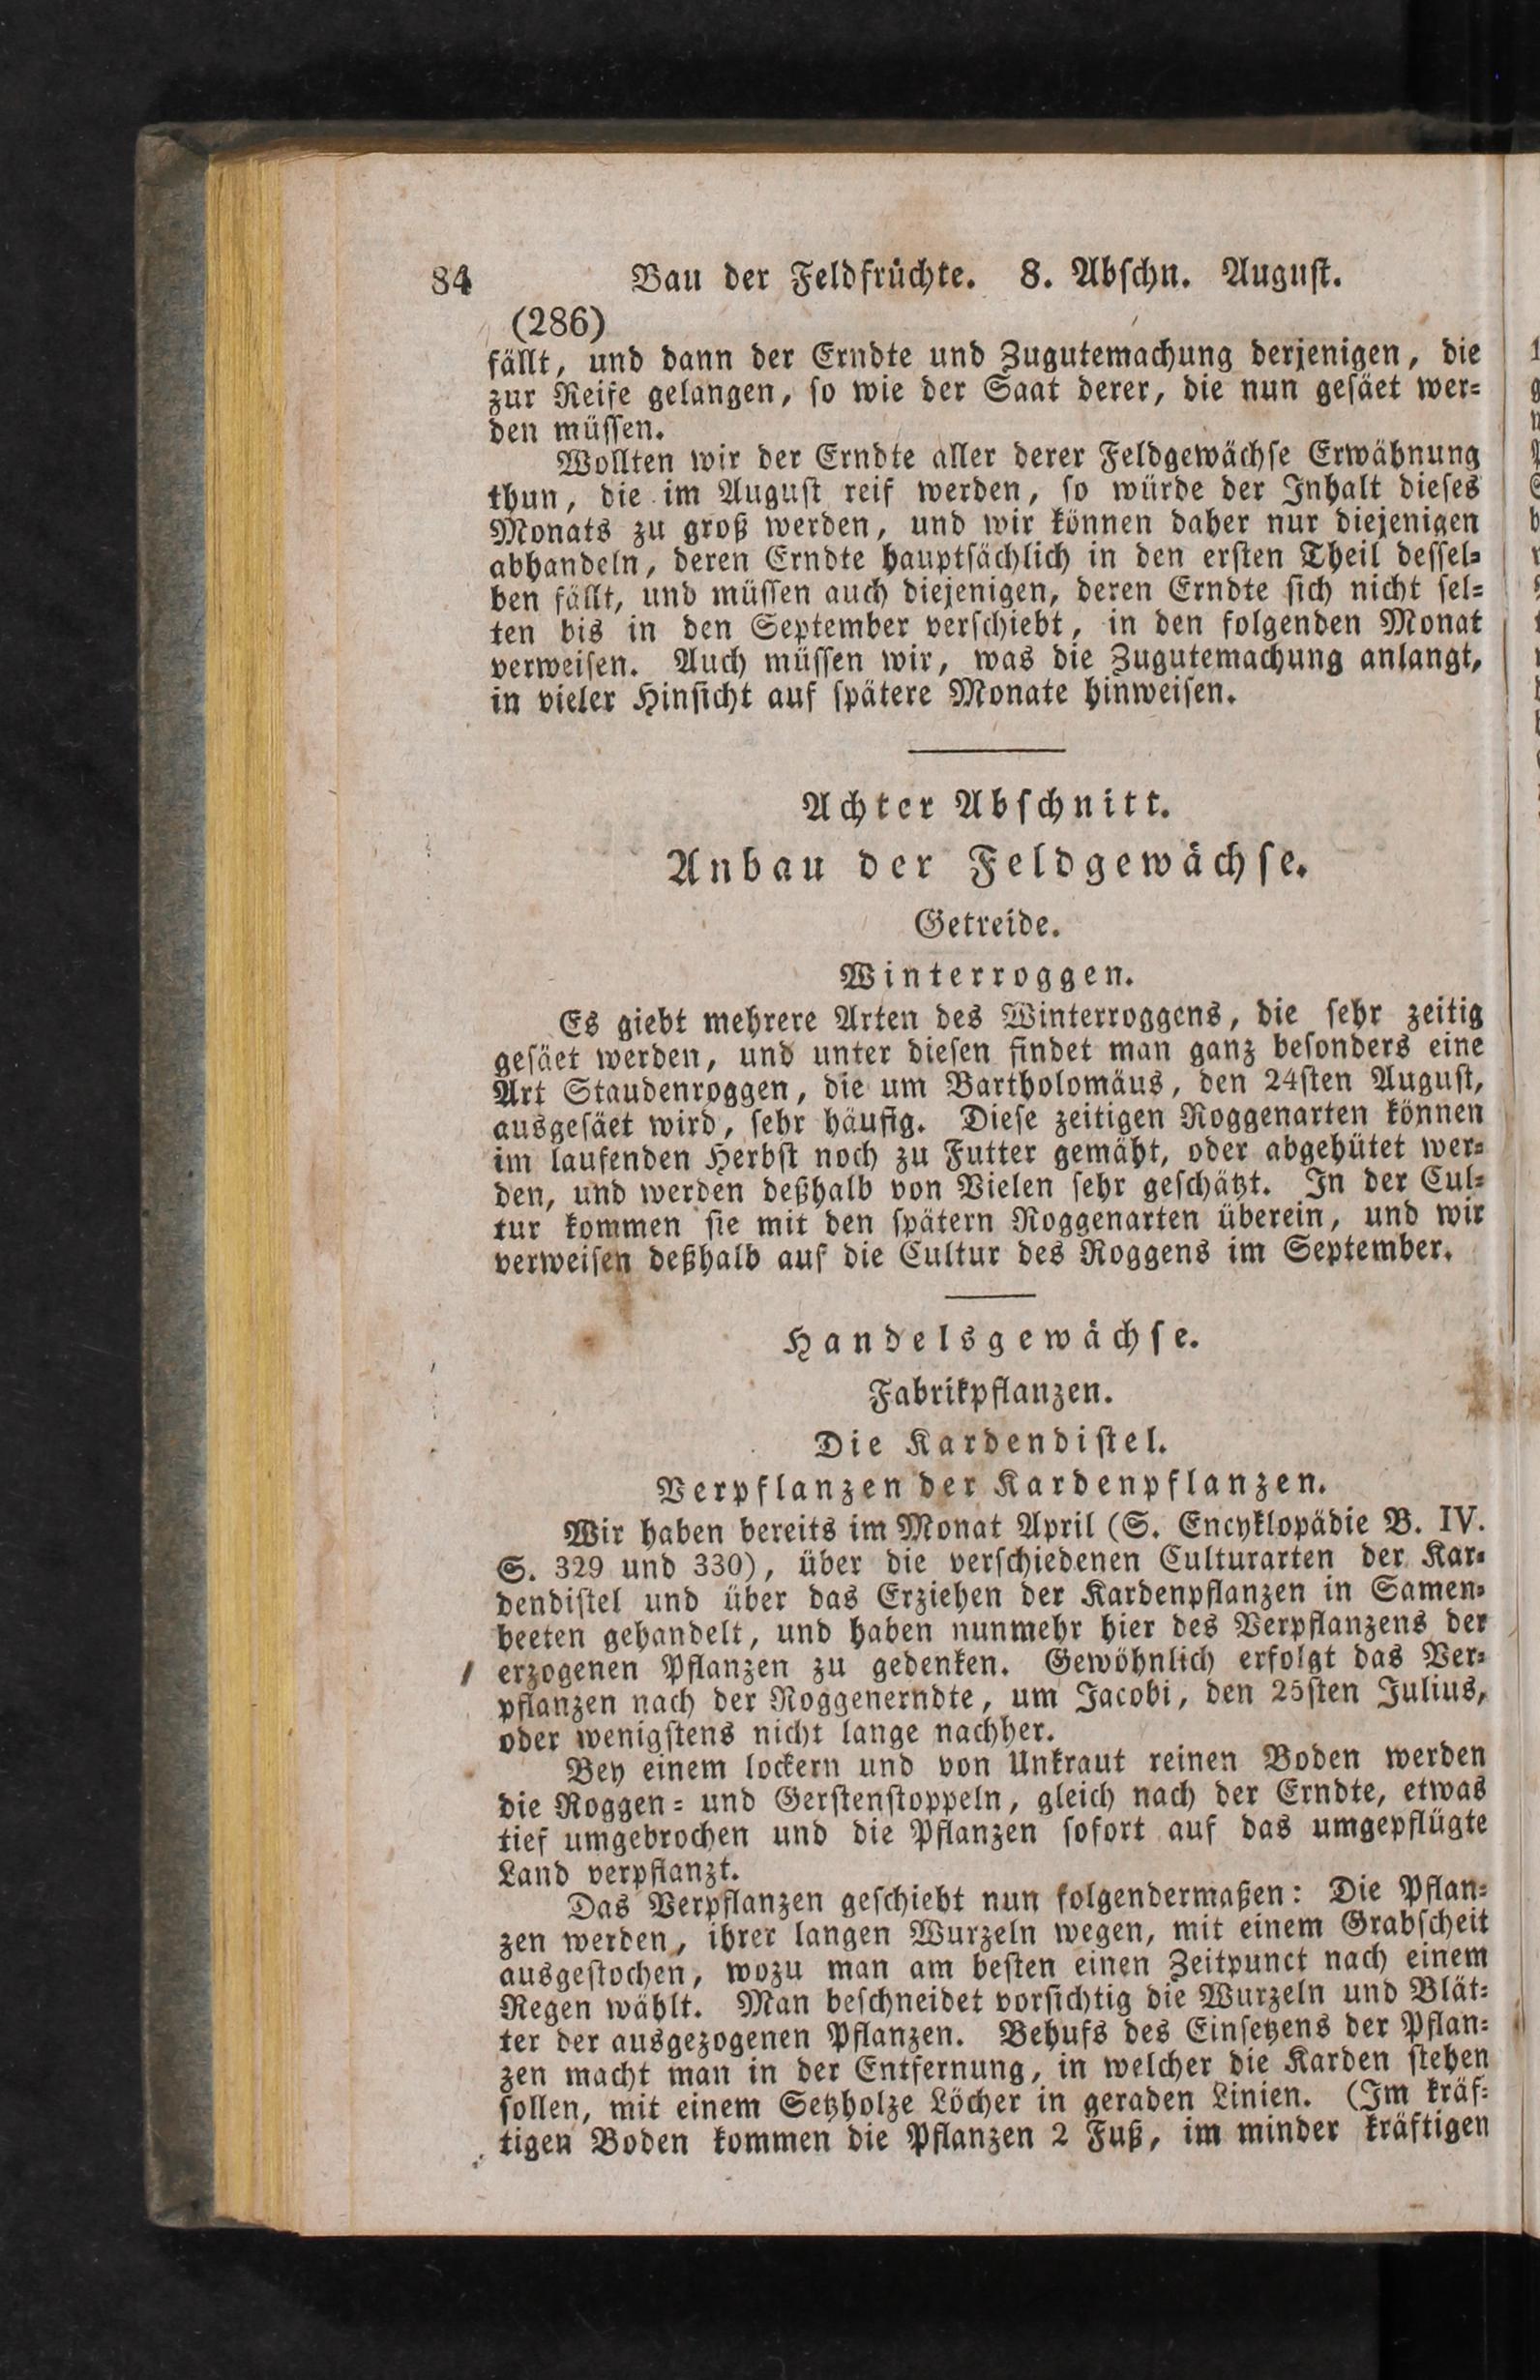 84 Bau der Feldfrüchte. 8. Abschn. August.
(286)
fällt, und dann der Erndte und Zugutemachung derjenigen, die
zur Reife gelangen, so wie der Saat derer, die nun gesäet wer-
den müssen.
Wollten wir der Erndte aller derer Feldgewächse Erwähnung
thun, die im August reif werden, so würde der Inhalt dieses
Monats zu groß werden, und wir können daher nur diejenigen
abhandeln, deren Erndte hauptsächlich in den ersten Theil dessel-
ben fällt, und müssen auch diejenigen, deren Erndte sich nicht sel-
ten bis in den September verschiebt, in den folgenden Monat
verweisen. Auch müssen wir, was die Zugutemachung anlangt,
in vieler Hinsicht auf spätere Monate hinweisen.
Achter Abschnitt.
Anbau der Feldgewächse.
Getreide.
Winterroggen.
Es giebt mehrere Arten des Winterroggens, die sehr zeitig
gesäet werden, und unter diesen findet man ganz besonders eine
Art Staudenroggen, die um Bartholomäus, den 24sten August,
ausgesäet wird, sehr häufig. Diese zeitigen Roggenarten können
im laufenden Herbst noch zu Futter gemäht, oder abgehütet wer-
den, und werden deßhalb von Vielen sehr geschätzt. In der Cul-
tur kommen sie mit den spätern Roggenarten überein, und wir
verweisen deßhalb auf die Cultur des Roggens im September.
Handelsgewächse.
Fabrikpflanzen.
Die Kardendistel.
Verpflanzen der Kardenpflanzen.
Wir haben bereits im Monat April (S. Encyklopädie B. IV.
S. 329 und 330), über die verschiedenen Culturarten der Kar-
dendistel und über das Erziehen der Kardenpflanzen in Samen-
beeten gehandelt, und haben nunmehr hier des Verpflanzens der
erzogenen Pflanzen zu gedenken. Gewöhnlich erfolgt das Ver-
pflanzen nach der Roggenerndte, um Jacobi, den 25sten Julius,
oder wenigstens nicht lange nachher.
Bey einem lockern und von Unkraut reinen Boden werden
die Roggen- und Gerstenstoppeln, gleich nach der Erndte, etwas
tief umgebrochen und die Pflanzen sofort auf das umgepflügte
Land verpflanzt.
Das Verpflanzen geschieht nun folgendermaßen: Die Pflan-
zen werden, ihrer langen Wurzeln wegen, mit einem Grabscheit
ausgestochen, wozu man am besten einen Zeitpunct nach einem
Regen wählt. Man beschneidet vorsichtig die Wurzeln und Blät-
ter der ausgezogenen Pflanzen. Behufs des Einsetzens der Pflan-
zen macht man in der Entfernung, in welcher die Karden stehen
sollen, mit einem Setzholze Löcher in geraden Linien. (Im kräf-
tigen Boden kommen die Pflanzen 2 Fuß, im minder kräftigen